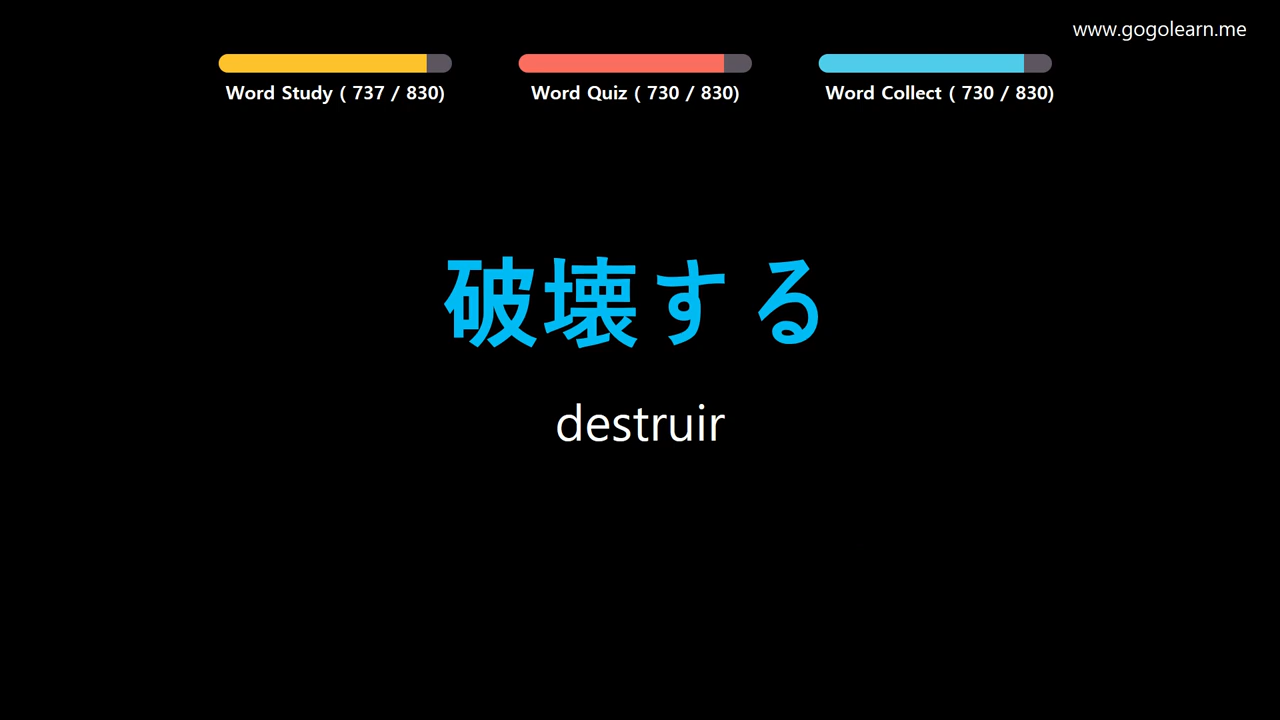 www.gogolearn.me
Word Study ( 737 / 830)
Word Quiz ( 730 / 830)
Word Collect ( 730 / 830)
破壊する
destruir